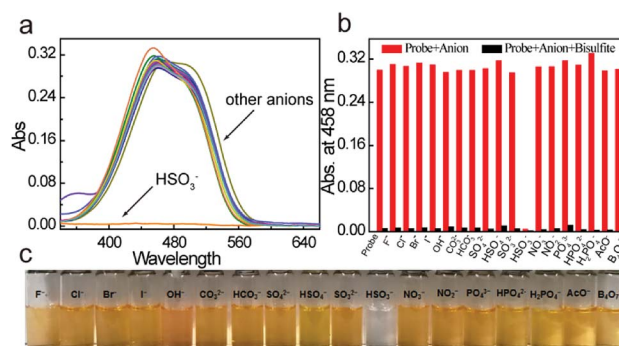 a
0.32
0.24
0.16
0.08
0.00
Abs
other anions
HSO₃⁻
400 480 560 640
Wavelength
b
Probe+Anion
Probe+Anion+Bisulfite
0.32
0.24
0.16
0.08
0.00
Abs. at 458 nm
Probe
F⁻
Cl⁻
Br⁻
I⁻
OH⁻
CO₃²⁻
HCO₃⁻
SO₄²⁻
HSO₄⁻
SO₃²⁻
HSO₃⁻
NO₃⁻
NO₂⁻
PO₄³⁻
HPO₄²⁻
H₂PO₄⁻
AcO⁻
c
F⁻ Cl⁻ Br⁻ I⁻ OH⁻ CO₃²⁻ HCO₃⁻ SO₄²⁻ HSO₄⁻ SO₃²⁻ HSO₃⁻ NO₃⁻ NO₂⁻ PO₄³⁻ HPO₄²⁻ H₂PO₄⁻ AcO⁻ B₄O₇